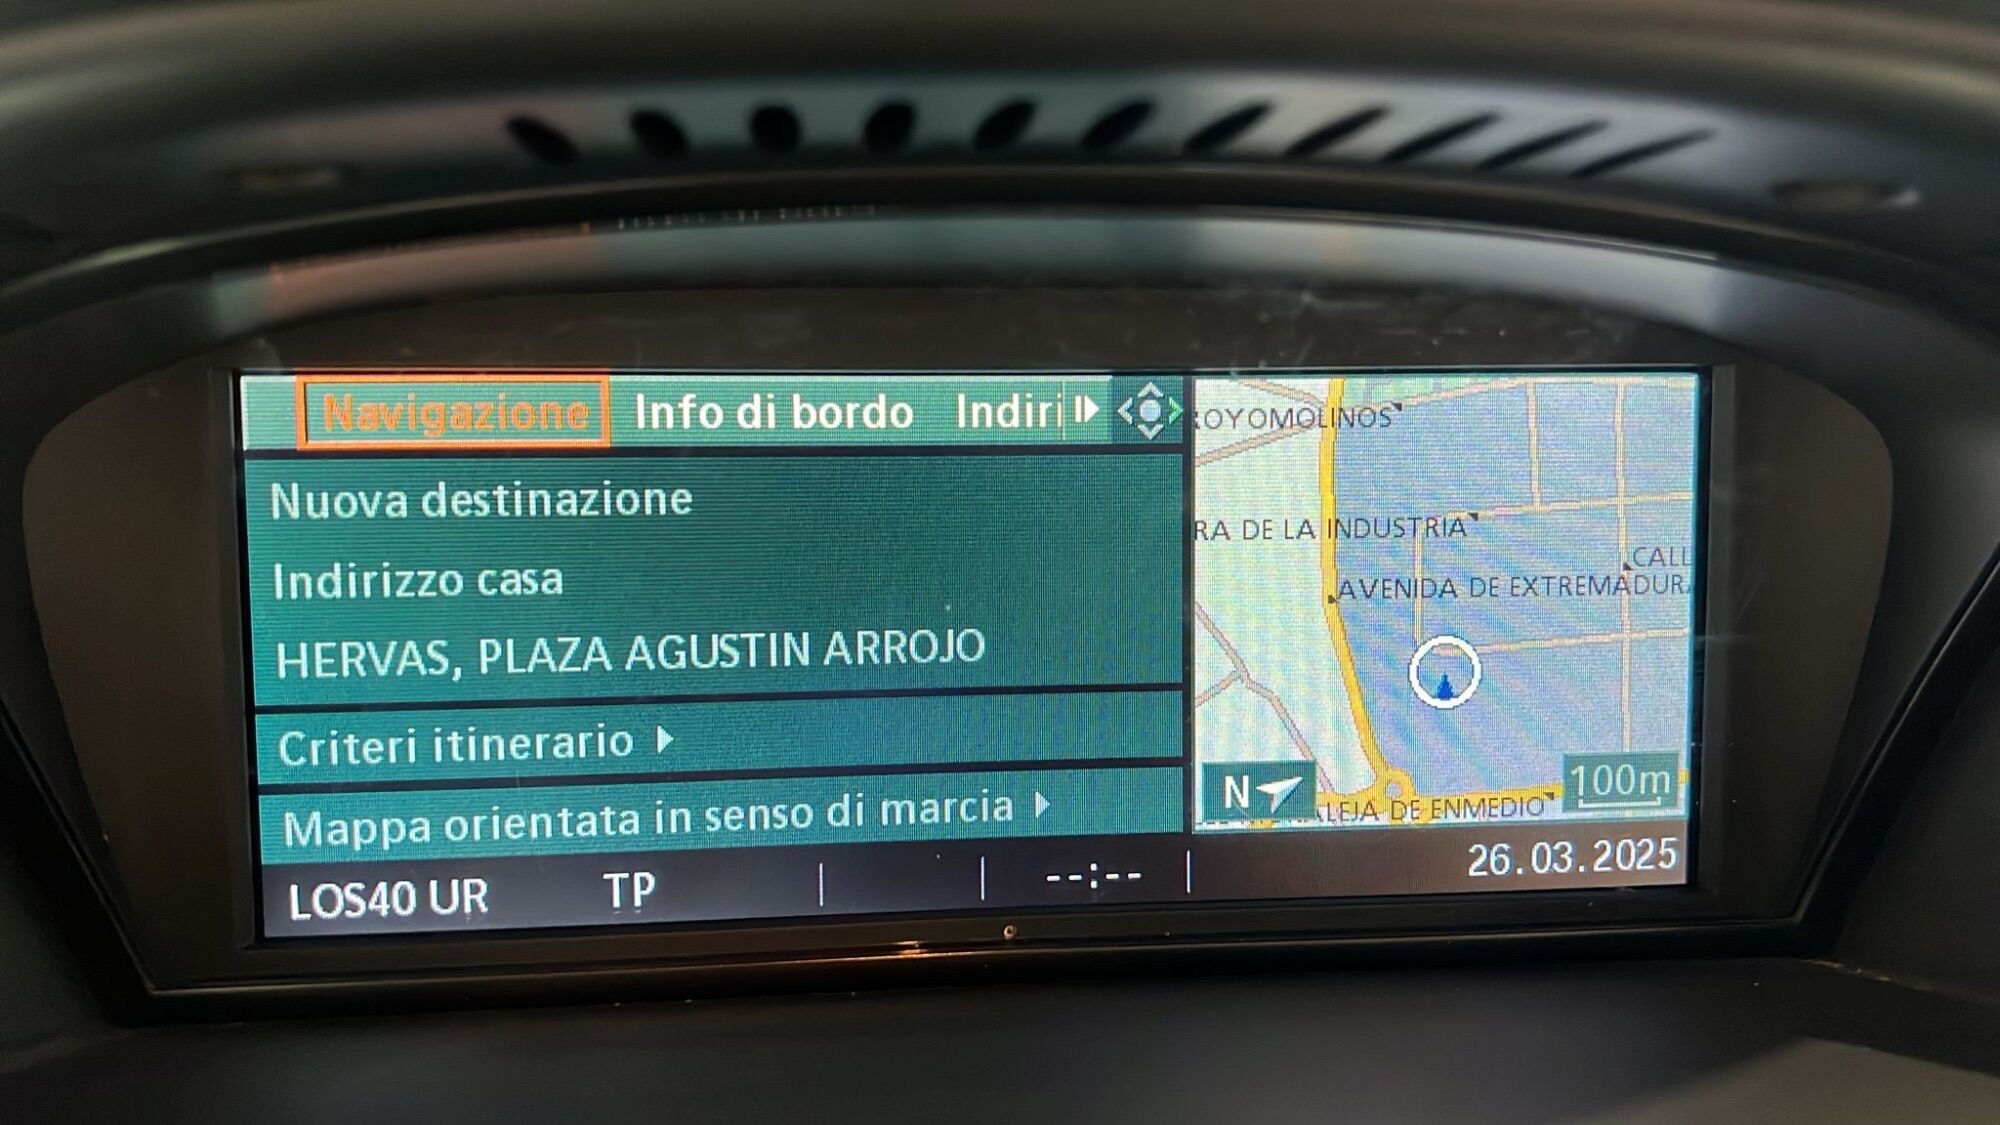 Navigazione Info di bordo Indiri
Nuova destinazione
Indirizzo casa
HERVAS, PLAZA AGUSTIN ARROJO
Criteri itinerario
Mappa orientata in senso di marcia
LOS40 UR TP --:-- 26.03.2025
ROYOMOLINOS
RA DE LA INDUSTRIA
CALL
AVENIDA DE EXTREMADURA
N 100m
LEJA DE ENMEDIO